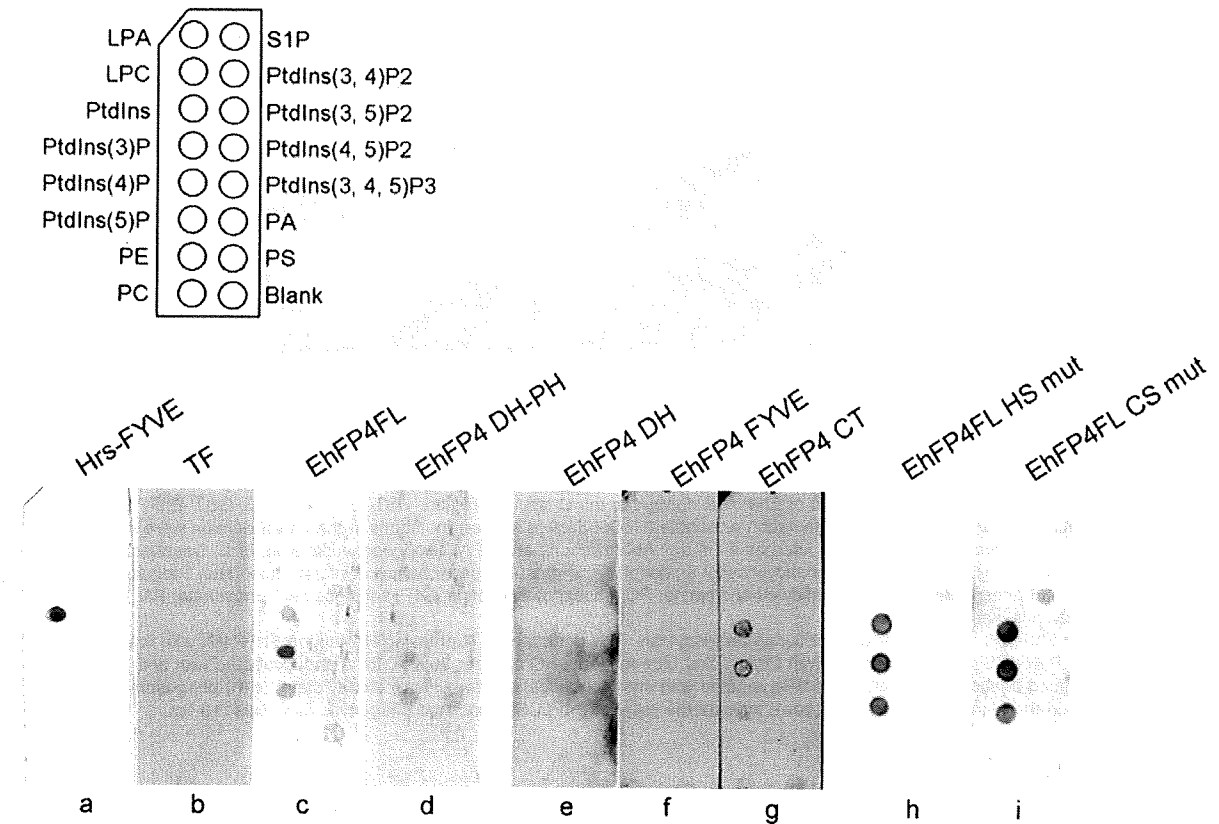 LPA S1P
LPC PtdIns(3, 4)P2
PtdIns PtdIns(3, 5)P2
PtdIns(3)P PtdIns(4, 5)P2
PtdIns(4)P PtdIns(3, 4, 5)P3
PtdIns(5)P PA
PE PS
PC Blank
Hrs-FYVE
TF
EhFP4FL
EhFP4 DH-PH
EhFP4 DH
EhFP4 FYVE
EhFP4 CT
EhFP4FL HS mut
EhFP4FL CS mut
a b c d e f g h i